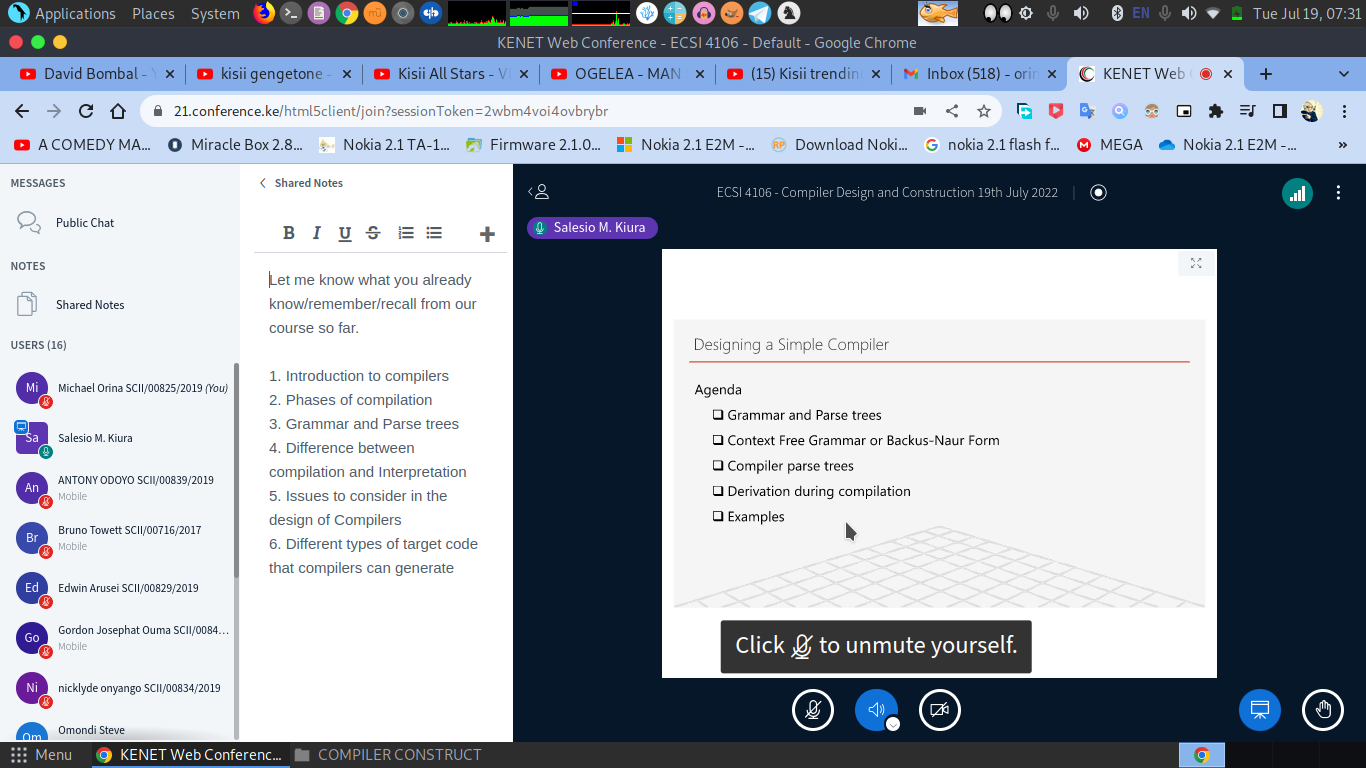 Applications Places System
EN Tue Jul 19, 07:31
KENET Web Conference - ECSI 4106 - Default - Google Chrome
David Bombal - kisii gengetone - Kisii All Stars - OGELEA - MAN (15) Kisii trendin Inbox (518) - orin KENET Web
21.conference.ke/html5client/join?sessionToken=2wbm4voi4ovbrybr
A COMEDY MA... Miracle Box 2.8... Nokia 2.1 TA-1... Firmware 2.1.0... Nokia 2.1 E2M -... Download Noki... nokia 2.1 flash f... MEGA Nokia 2.1 E2M -... »
MESSAGES
Public Chat
NOTES
Shared Notes
USERS (16)
Mi Michael Orina SCII/00825/2019 (You)
Sa Salesio M. Kiura
An ANTONY ODOYO SCII/00839/2019
Mobile
Br Bruno Towett SCII/00716/2017
Mobile
Ed Edwin Arusei SCII/00829/2019
Go Gordon Josephat Ouma SCII/0084...
Mobile
Ni nicklyde onyango SCII/00834/2019
Om Omondi Steve
Shared Notes
B I U S
Let me know what you already
know/remember/recall from our
course so far.
1. Introduction to compilers
2. Phases of compilation
3. Grammar and Parse trees
4. Difference between
compilation and Interpretation
5. Issues to consider in the
design of Compilers
6. Different types of target code
that compilers can generate
ECSI 4106 - Compiler Design and Construction 19th July 2022
Salesio M. Kiura
Designing a Simple Compiler
Agenda
Grammar and Parse trees
Context Free Grammar or Backus-Naur Form
Compiler parse trees
Derivation during compilation
Examples
Click to unmute yourself.
Menu KENET Web Conferenc... COMPILER CONSTRUCT